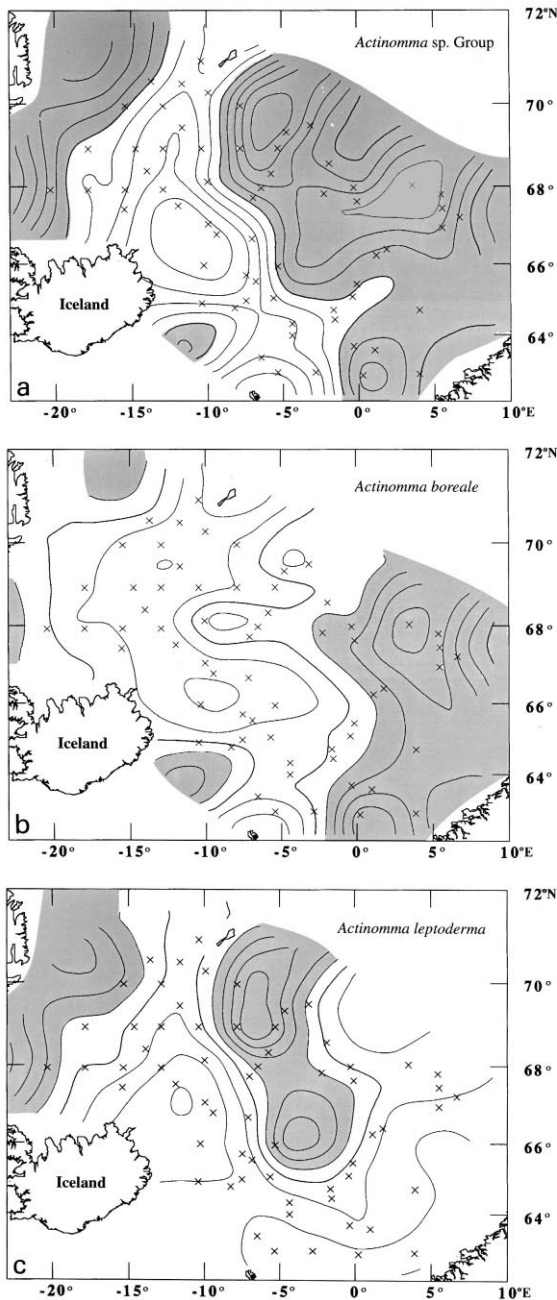 72°N
Actinomma sp. Group
70°
68°
66°
Iceland
64°
a
-20° -15° -10° -5° 0° 5° 10°E
72°N
Actinomma boreale
70°
68°
66°
Iceland
64°
b
-20° -15° -10° -5° 0° 5° 10°E
72°N
Actinomma leptoderma
70°
68°
66°
Iceland
64°
c
-20° -15° -10° -5° 0° 5° 10°E